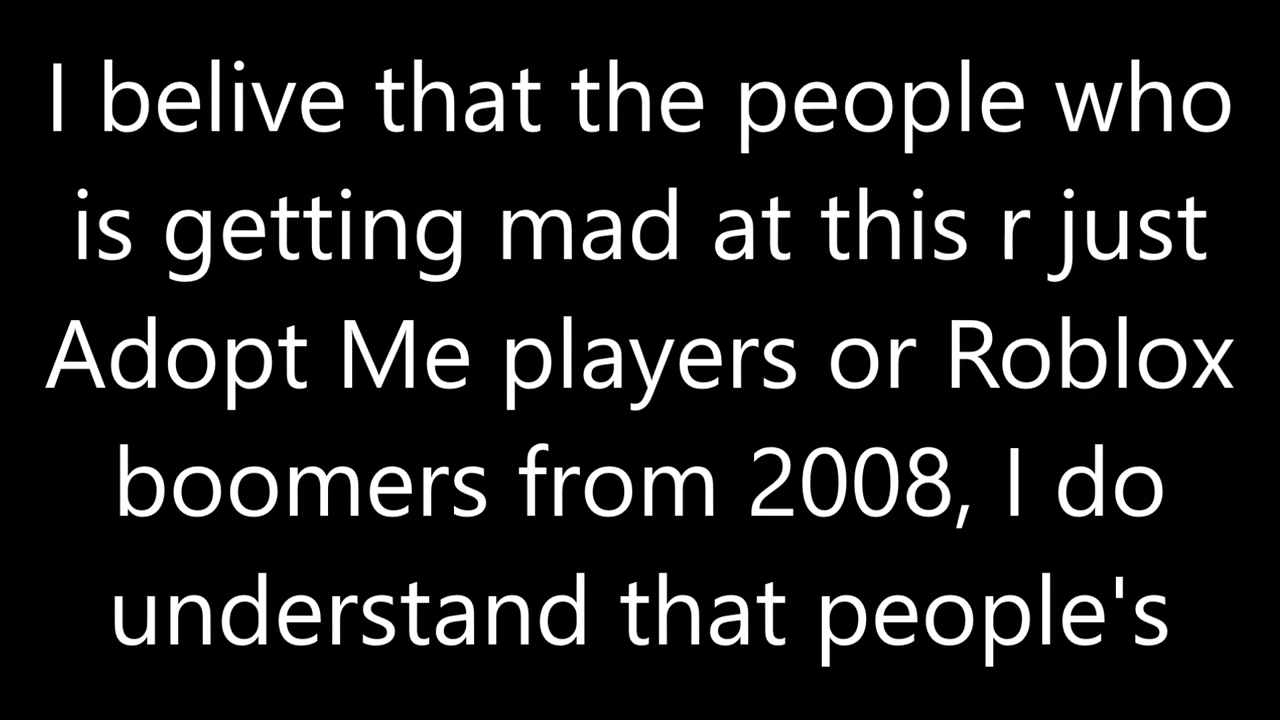 I belive that the people who
is getting mad at this r just
Adopt Me players or Roblox
boomers from 2008, I do
understand that people's